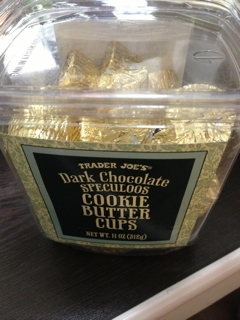 TRADER JOE'S
Dark Chocolate
SPECULOOS
COOKIE
BUTTER
CUPS
NET WT. 11 OZ (312g)